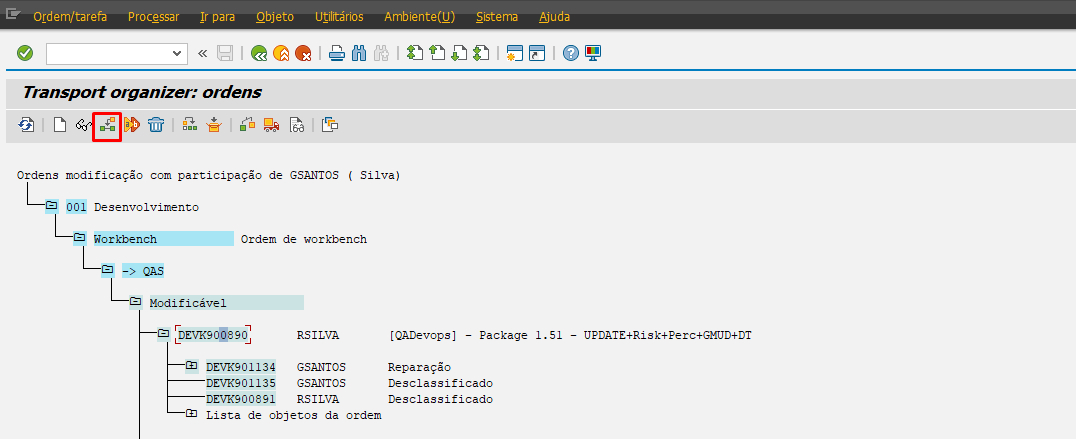 Ordem/tarefa Processar Ir para Objeto Utilitários Ambiente(U) Sistema Ajuda
Transport organizer: ordens
Ordens modificação com participação de GSANTOS ( Silva)
001 Desenvolvimento
Workbench Ordem de workbench
-> QAS
Modificável
DEVK900890 RSILVA [QADevops] - Package 1.51 - UPDATE+Risk+Perc+GMUD+DT
DEVK901134 GSANTOS Reparação
DEVK901135 GSANTOS Desclassificado
DEVK900891 RSILVA Desclassificado
Lista de objetos da ordem